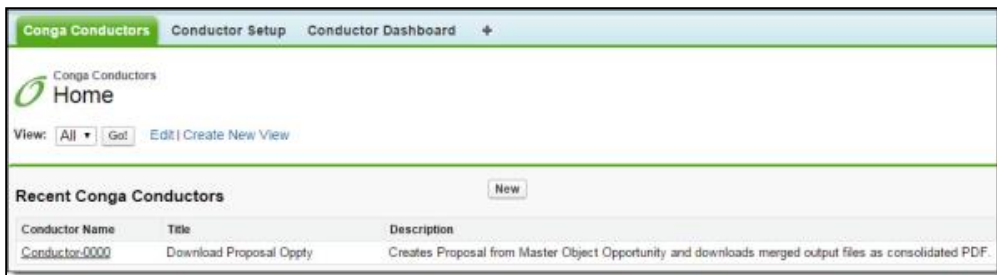 Conga Conductors Conductor Setup Conductor Dashboard +
Conga Conductors
Home
View: All Go! Edit | Create New View
Recent Conga Conductors New
Conductor Name Title Description
Conductor-0000 Download Proposal Oppty Creates Proposal from Master Object Opportunity and downloads merged output files as consolidated PDF.